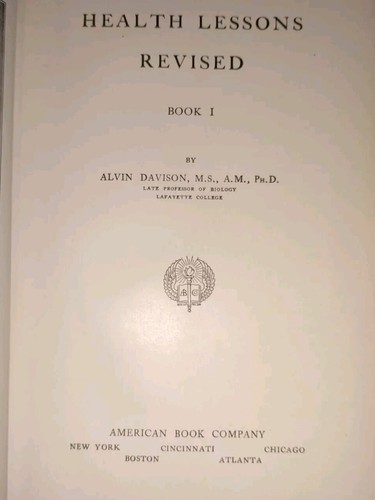 HEALTH LESSONS
REVISED
BOOK I
BY
ALVIN DAVISON, M.S., A.M., PH.D.
LATE PROFESSOR OF BIOLOGY
LAFAYETTE COLLEGE
AMERICAN BOOK COMPANY
NEW YORK CINCINNATI CHICAGO
BOSTON ATLANTA